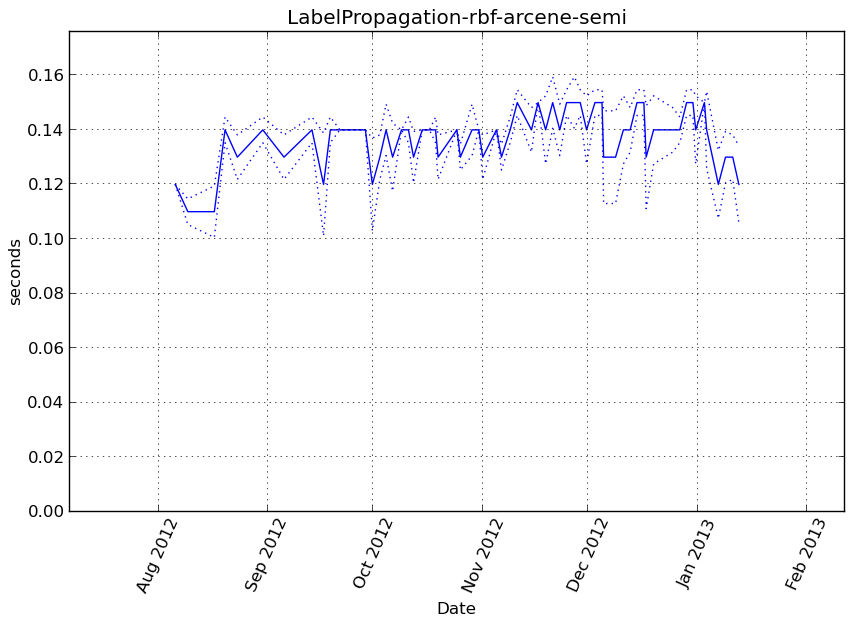 LabelPropagation-rbf-arcene-semi
seconds
0.16
0.14
0.12
0.10
0.08
0.06
0.04
0.02
0.00
Aug 2012
Sep 2012
Oct 2012
Nov 2012
Dec 2012
Jan 2013
Feb 2013
Date